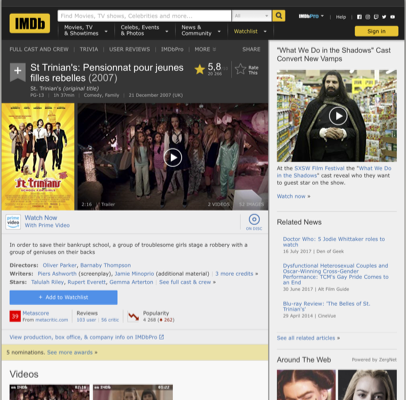 IMDb
Find Movies, TV shows, Celebrities and more...
All
IMDbPro
Help
Movies, TV & Showtimes
Celebs, Events & Photos
News & Community
Watchlist
Sign in
FULL CAST AND CREW | TRIVIA | USER REVIEWS | IMDbPro | MORE
SHARE
St Trinian's: Pensionnat pour jeunes
filles rebelles (2007)
St. Trinian's (original title)
PG-13 | 1h 37min | Comedy, Family | 21 December 2007 (UK)
5,8
Rate
This
st trinians
2:16 | Trailer
2 VIDEOS
"What We Do in the Shadows" Cast
Convert New Vamps
At the SXSW Film Festival the "What We
Do in the Shadows" cast reveal who they
want to guest star on the show.
Watch now »
prime
video
Watch Now
With Prime Video
ON DISC
In order to save their bankrupt school, a group of troublesome girls stage a robbery with a
group of geniuses on their backs
Directors: Oliver Parker, Barnaby Thompson
Writers: Piers Ashworth (screenplay), Jamie Minoprio (additional material) | 3 more credits »
Stars: Talulah Riley, Rupert Everett, Gemma Arterton | See full cast & crew »
+ Add to Watchlist
39
Metascore
From metacritic.com
Reviews
103 user | 56 critic
Popularity
4 268 ( 262)
View production, box office, & company info on IMDbPro
5 nominations. See more awards »
Videos
Related News
Doctor Who: 5 Jodie Whittaker roles to
watch
16 July 2017 | Den of Geek
Dysfunctional Heterosexual Couples and
Oscar-Winning Cross-Gender
Performance: TCM's Gay Pride Comes to
an End
30 June 2017 | Alt Film Guide
Blu-ray Review: 'The Belles of St.
Trinian's'
29 April 2014 | CineVue
See all related articles »
Around The Web
Powered by ZergNet